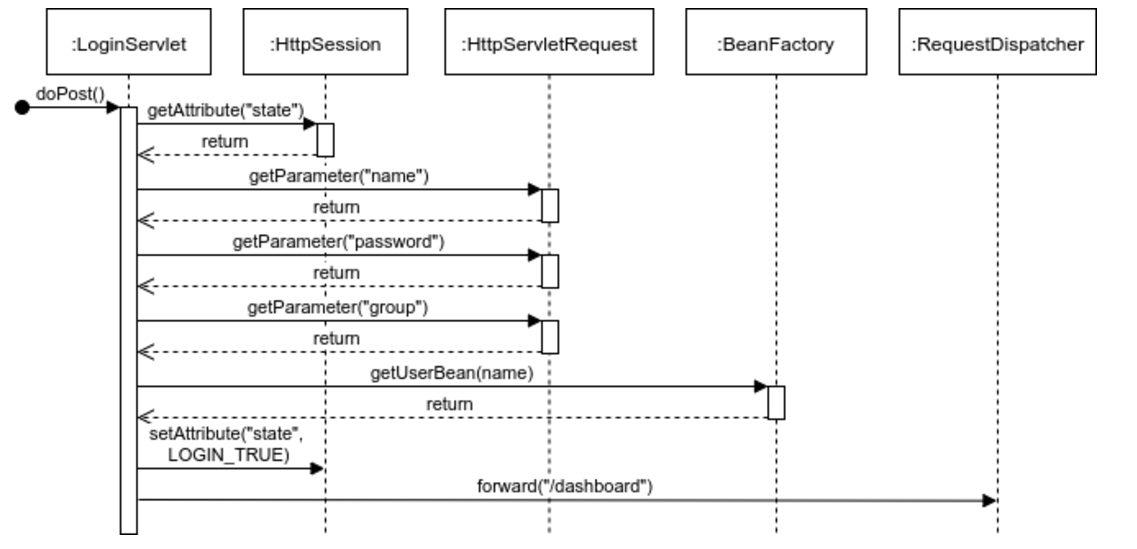 :LoginServlet
:HttpSession
:HttpServletRequest
:BeanFactory
:RequestDispatcher
doPost()
getAttribute("state")
return
getParameter("name")
return
getParameter("password")
return
getParameter("group")
return
getUserBean(name)
return
setAttribute("state",
LOGIN_TRUE)
forward("/dashboard")